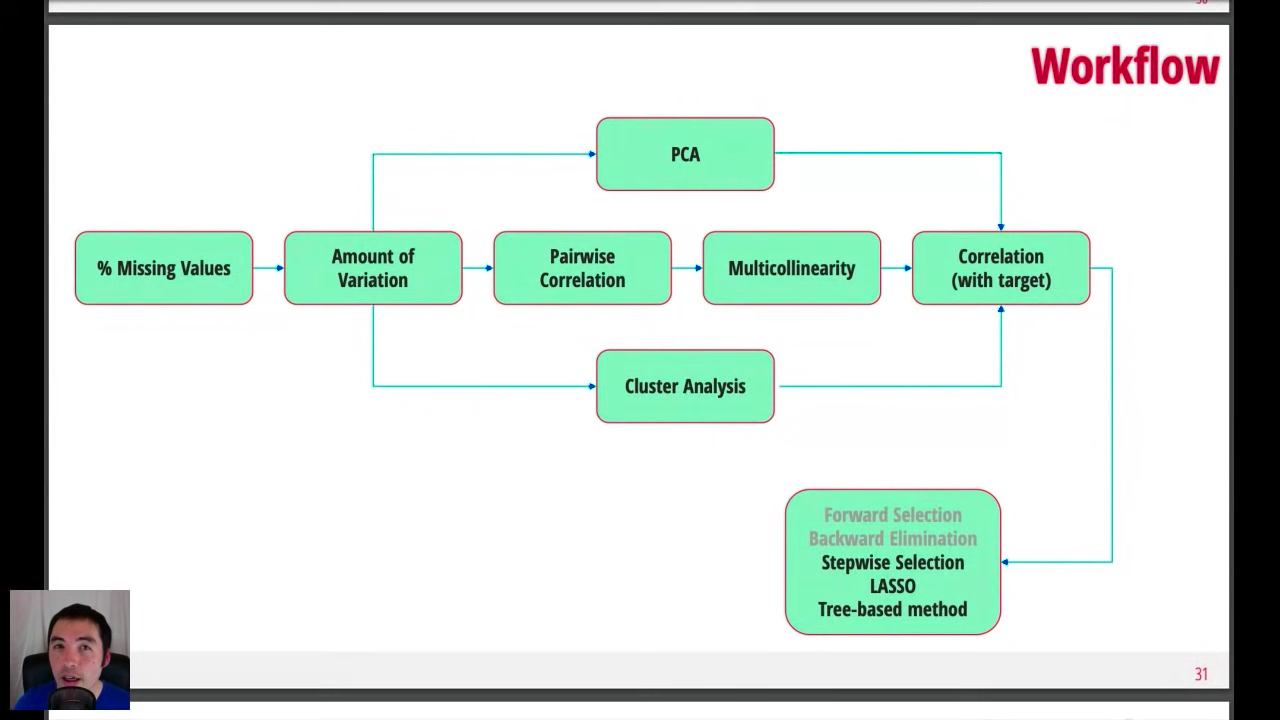 Workflow
PCA
% Missing Values
Amount of
Variation
Pairwise
Correlation
Multicollinearity
Correlation
(with target)
Cluster Analysis
Forward Selection
Backward Elimination
Stepwise Selection
LASSO
Tree-based method
31